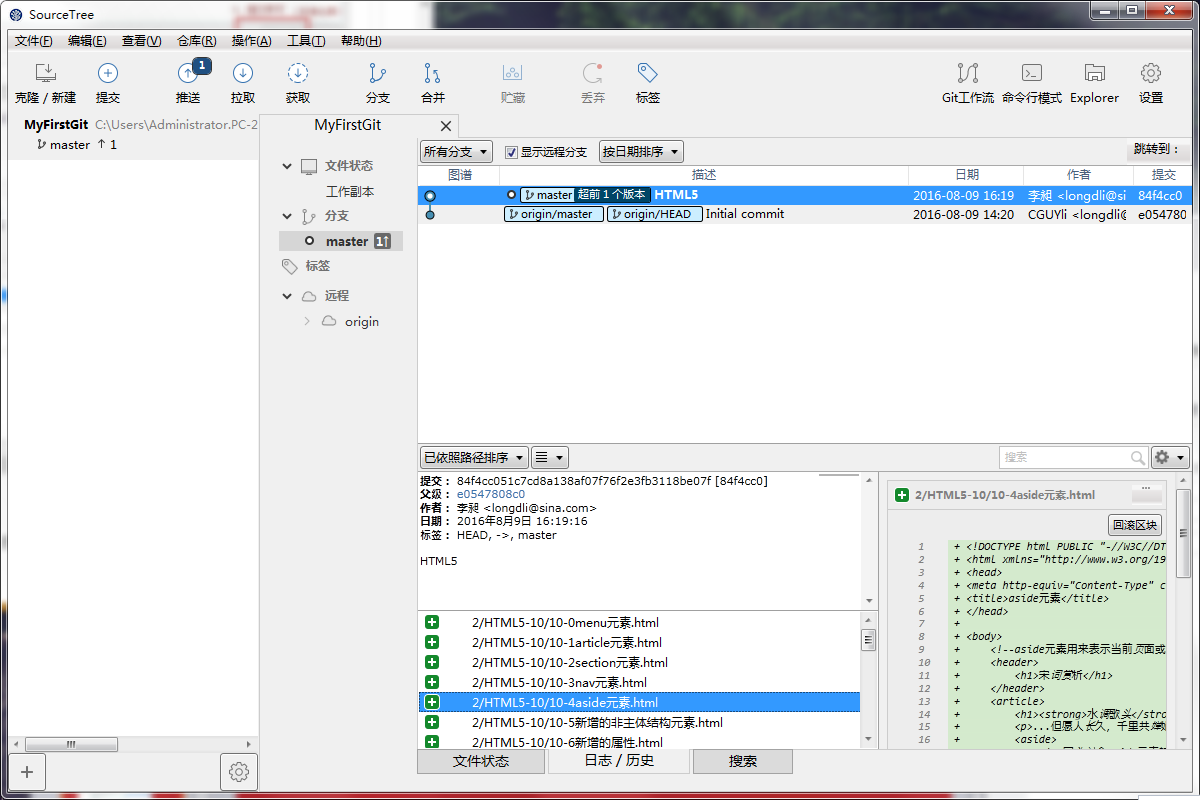 SourceTree
文件(F) 编辑(E) 查看(V) 仓库(R) 操作(A) 工具(T) 帮助(H)
1
克隆 / 新建 提交 推送 拉取 获取 分支 合并 贮藏 丢弃 标签 Git工作流 命令行模式 Explorer 设置
MyFirstGit C:\Users\Administrator.PC-2
master 1
MyFirstGit
文件状态
工作副本
分支
master 1
标签
远程
origin
所有分支 显示远程分支 按日期排序 跳转到：
图谱 描述 日期 作者 提交
master 超前 1 个版本 HTML5 2016-08-09 16:19 李昶 <longdli@si 84f4cc0
origin/master origin/HEAD Initial commit 2016-08-09 14:20 CGUYli <longdli@ e054780
已依照路径排序 搜索
提交： 84f4cc051c7cd8a138af07f76f2e3fb3118be07f [84f4cc0]
父级： e0547808c0
作者： 李昶 <longdli@sina.com>
日期： 2016年8月9日 16:19:16
标签： HEAD, ->, master
HTML5
2/HTML5-10/10-0menu元素.html
2/HTML5-10/10-1article元素.html
2/HTML5-10/10-2section元素.html
2/HTML5-10/10-3nav元素.html
2/HTML5-10/10-4aside元素.html
2/HTML5-10/10-5新增的非主体结构元素.html
2/HTML5-10/10-6新增的属性.html
2/HTML5-10/10-4aside元素.html
回滚区块
1 + <!DOCTYPE html PUBLIC "-//W3C//DT
2 + <html xmlns="http://www.w3.org/19
3 + <head>
4 + <meta http-equiv="Content-Type" c
5 + <title>aside元素</title>
6 + </head>
7 +
8 + <body>
9 + <!--aside元素用来表示当前页面或
10 + <header>
11 + <h1>宋词赏析</h1>
12 + </header>
13 + <article>
14 + <h1><strong>水调歌头</stro
15 + <p>...但愿人长久，千里共
16 + <aside>
文件状态 日志 / 历史 搜索